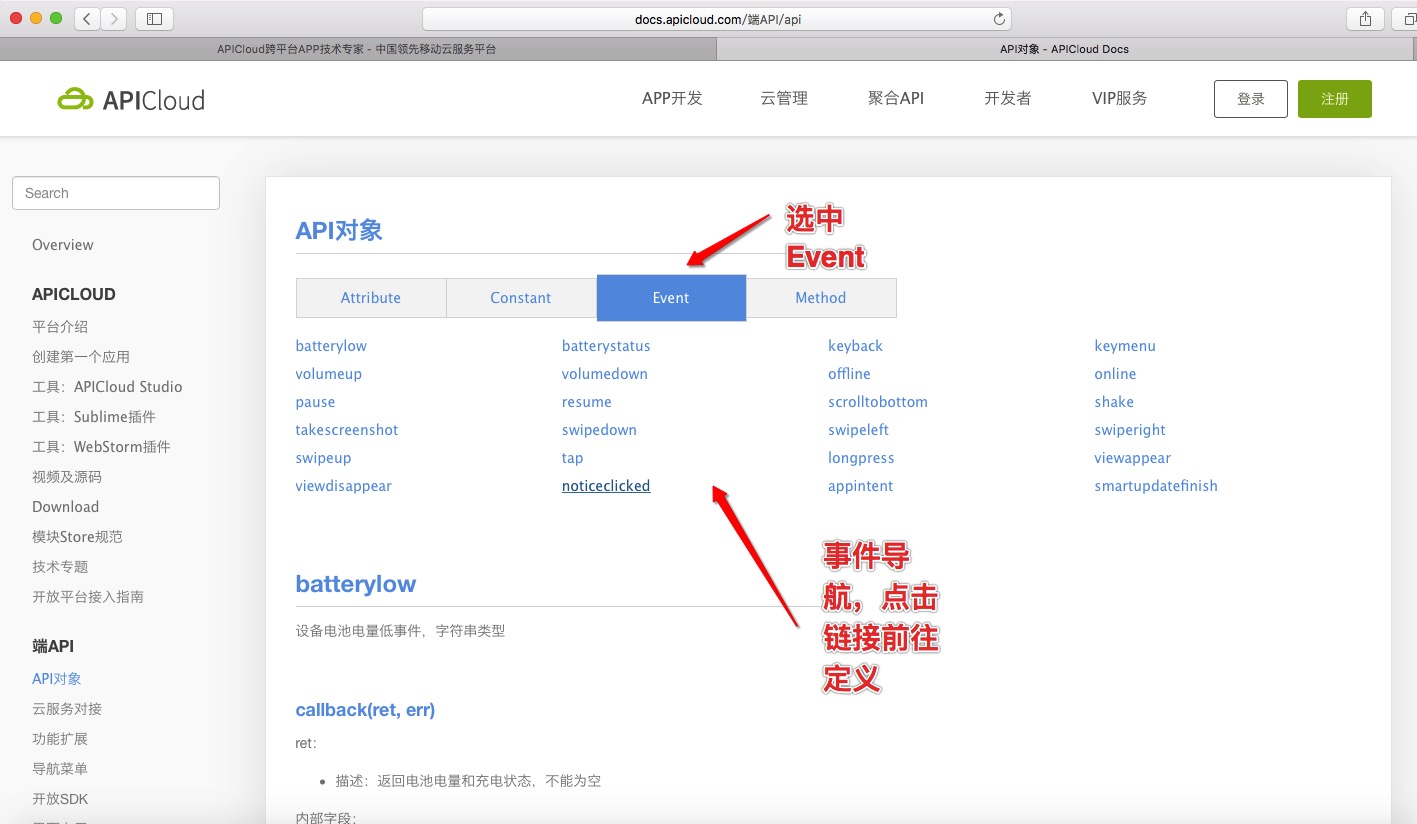 docs.apicloud.com/端API/api
APICloud跨平台APP技术专家 - 中国领先移动云服务平台
API对象 - APICloud Docs
APICloud
APP开发
云管理
聚合API
开发者
VIP服务
登录
注册
Search
Overview
APICLOUD
平台介绍
创建第一个应用
工具：APICloud Studio
工具：Sublime插件
工具：WebStorm插件
视频及源码
Download
模块Store规范
技术专题
开放平台接入指南
端API
API对象
云服务对接
功能扩展
导航菜单
开放SDK
API对象
选中
Event
Attribute
Constant
Event
Method
batterylow
batterystatus
keyback
keymenu
volumeup
volumedown
offline
online
pause
resume
scrolltobottom
shake
takescreenshot
swipedown
swipeleft
swiperight
swipeup
tap
longpress
viewappear
viewdisappear
noticeclicked
appintent
smartupdatefinish
事件导
航，点击
链接前往
定义
batterylow
设备电池电量低事件，字符串类型
callback(ret, err)
ret：
描述：返回电池电量和充电状态，不能为空
内部字段：